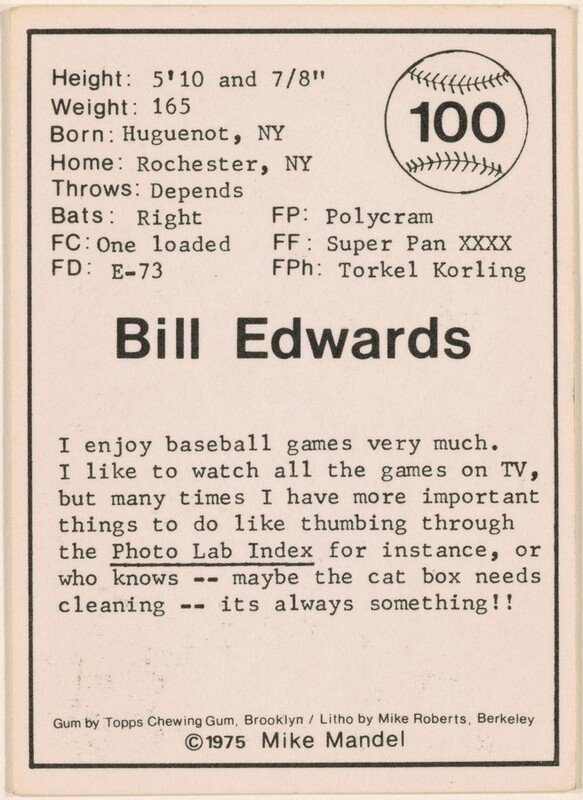 Height: 5'10 and 7/8"
100
Weight: 165
Born: Huguenot, NY
Home: Rochester, NY
Throws: Depends
Bats: Right FP: Polycram
FC: One loaded FF: Super Pan XXXX
FD: E-73 FPh: Torkel Korling
Bill Edwards
I enjoy baseball games very much.
I like to watch all the games on TV,
but many times I have more important
things to do like thumbing through
the Photo Lab Index for instance, or
who knows -- maybe the cat box needs
cleaning -- its always something!!
Gum by Topps Chewing Gum, Brooklyn / Litho by Mike Roberts, Berkeley
©1975 Mike Mandel